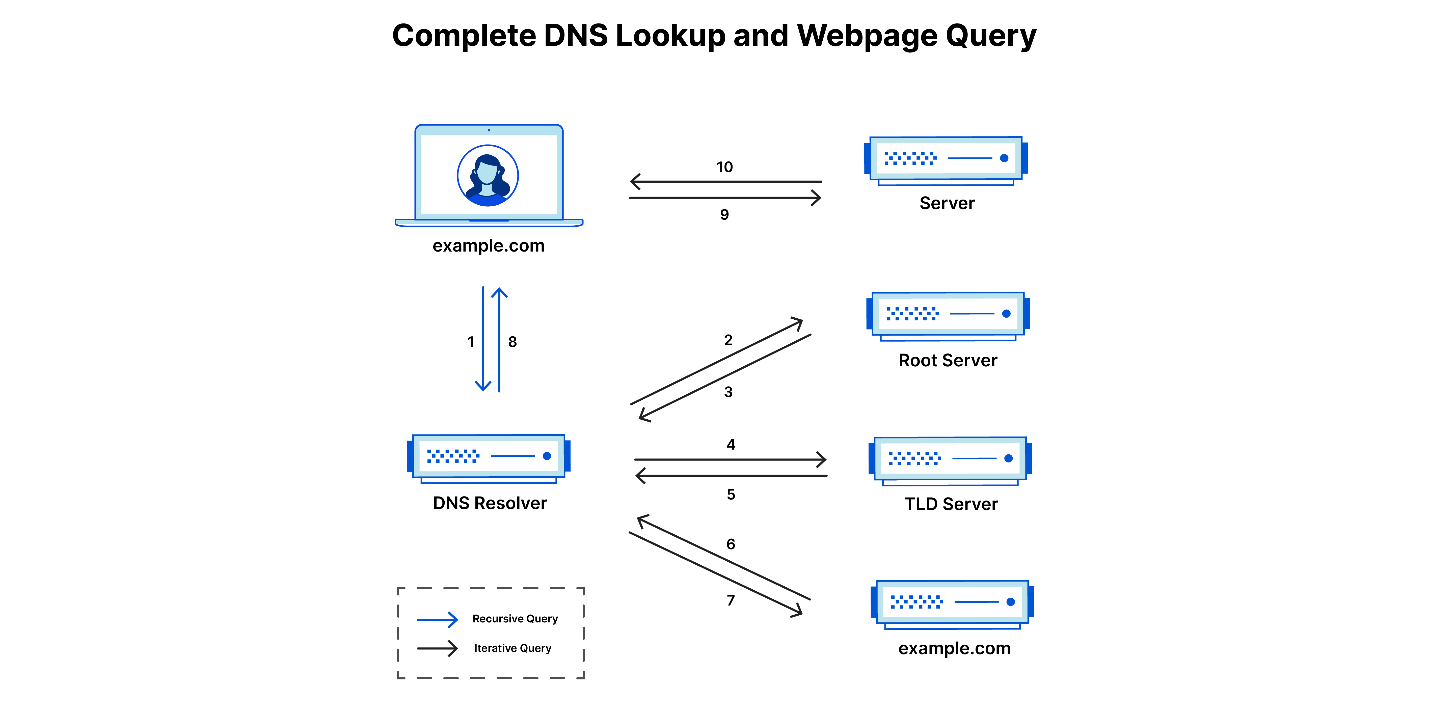 Complete DNS Lookup and Webpage Query
10
9
Server
example.com
1
8
2
3
Root Server
4
5
DNS Resolver
TLD Server
6
7
example.com
Recursive Query
Iterative Query